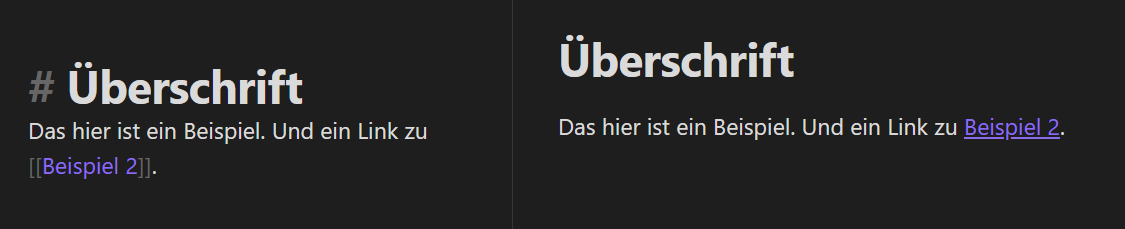 # Überschrift
Das hier ist ein Beispiel. Und ein Link zu
[[Beispiel 2]].
Überschrift
Das hier ist ein Beispiel. Und ein Link zu Beispiel 2.